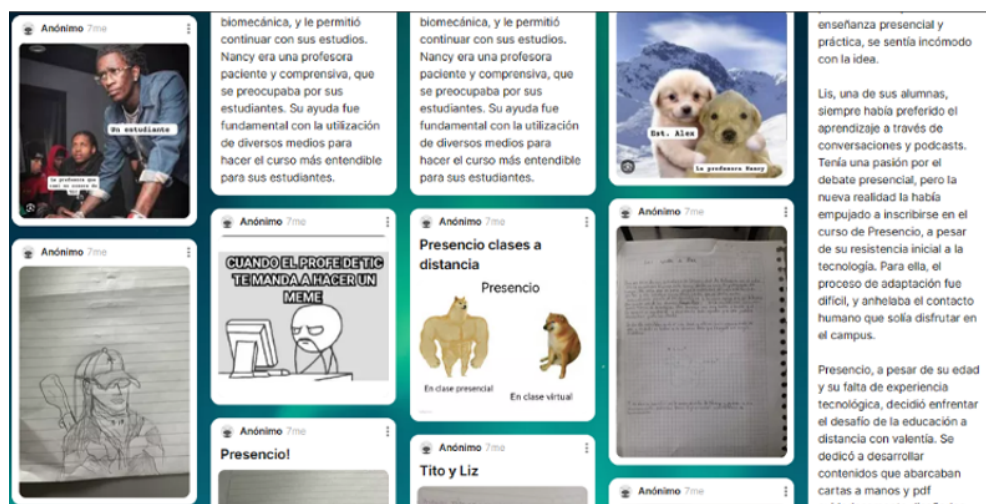 Anónimo 7me
Un estudiante
Anónimo 7me
biomecánica, y le permitió
continuar con sus estudios.
Nancy era una profesora
paciente y comprensiva, que
se preocupaba por sus
estudiantes. Su ayuda fue
fundamental con la utilización
de diversos medios para
hacer el curso más entendible
para sus estudiantes.
Anónimo 7me
CUANDO EL PROFE DE TIC
TE MANDA A HACER UN
MEME
Anónimo 7me
Presencio!
biomecánica, y le permitió
continuar con sus estudios.
Nancy era una profesora
paciente y comprensiva, que
se preocupaba por sus
estudiantes. Su ayuda fue
fundamental con la utilización
de diversos medios para
hacer el curso más entendible
para sus estudiantes.
Anónimo 7me
Presencio clases a
distancia
Presencio
En clase presencial
En clase virtual
Anónimo 7me
Tito y Liz
Est. Alex
La profesora Nancy
Anónimo 7me
Anónimo 7me
enseñanza presencial y
práctica, se sentía incómodo
con la idea.
Lis, una de sus alumnas,
siempre había preferido el
aprendizaje a través de
conversaciones y podcasts.
Tenía una pasión por el
debate presencial, pero la
nueva realidad la había
empujado a inscribirse en el
curso de Presencio, a pesar
de su resistencia inicial a la
tecnología. Para ella, el
proceso de adaptación fue
difícil, y anhelaba el contacto
humano que solía disfrutar en
el campus.
Presencio, a pesar de su edad
y su falta de experiencia
tecnológica, decidió enfrentar
el desafío de la educación a
distancia con valentía. Se
dedicó a desarrollar
contenidos que abarcaban
cartas a manos y pdf